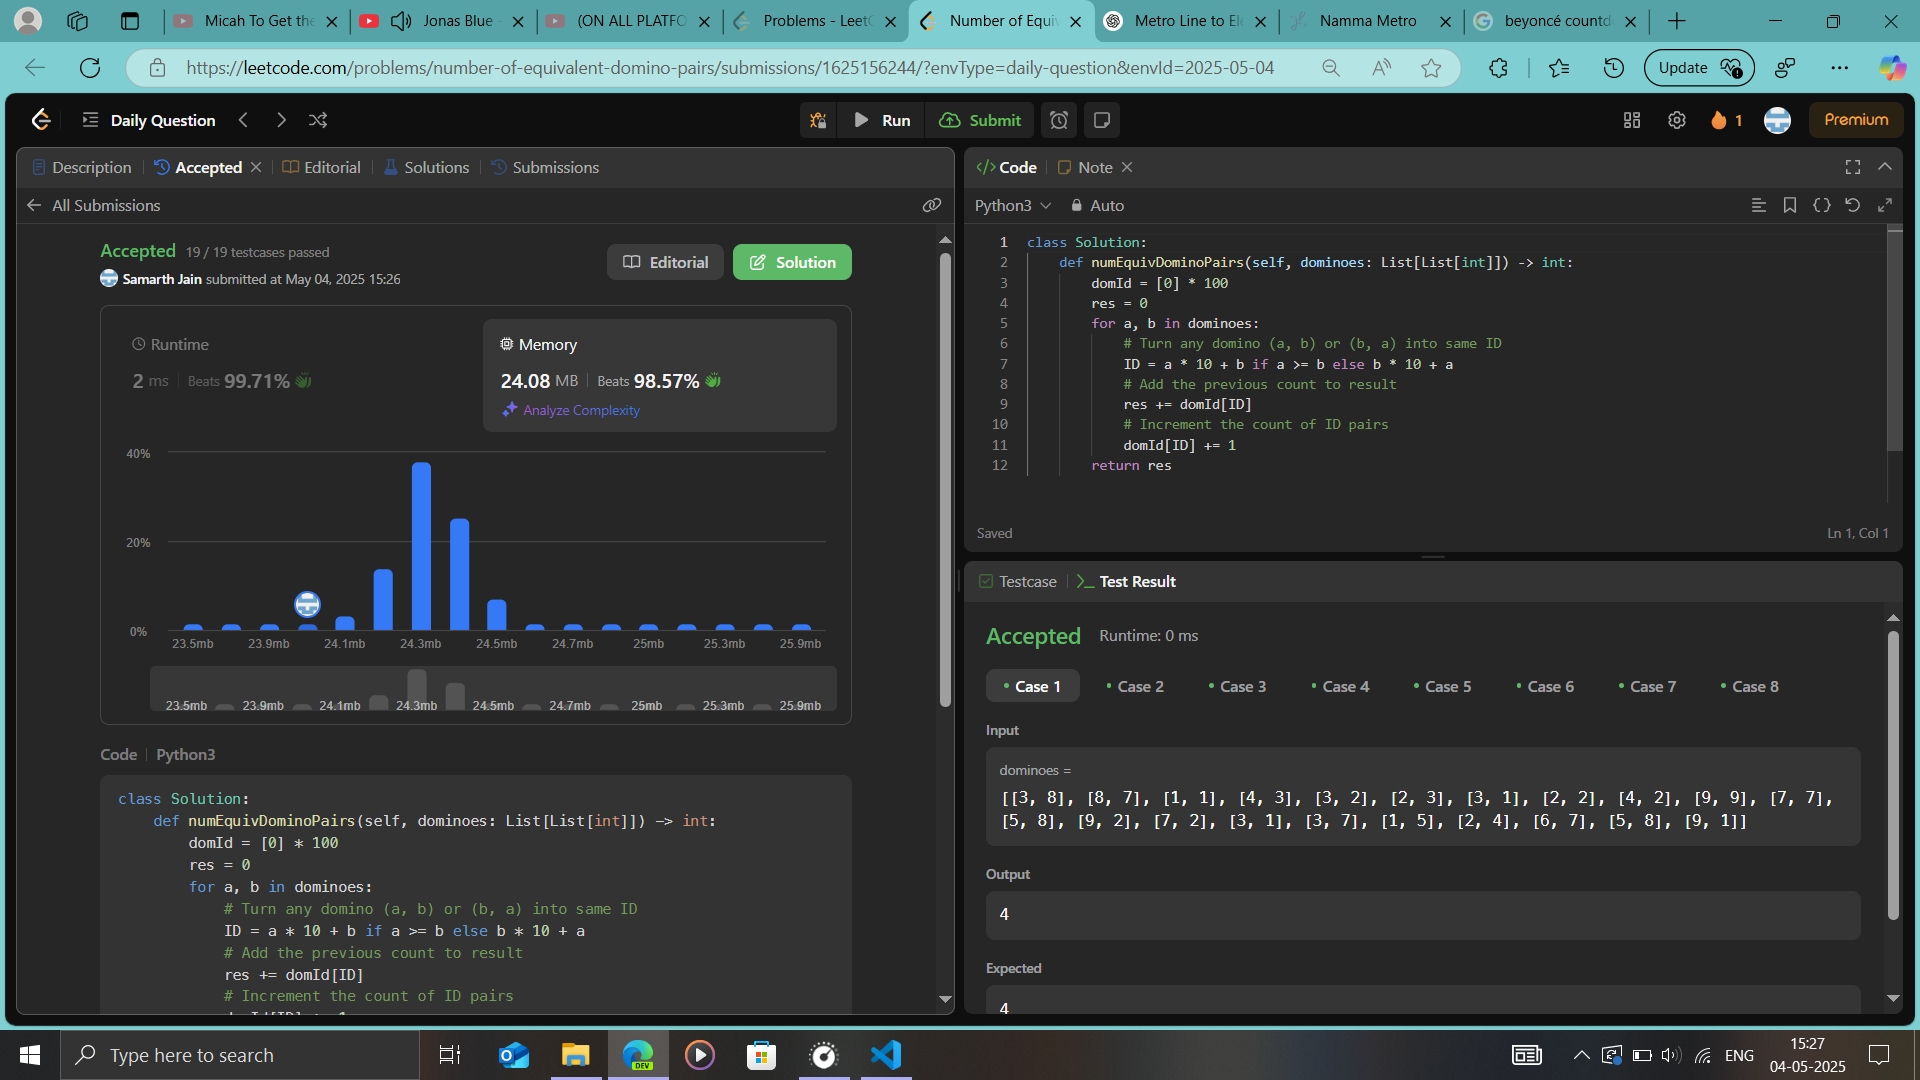 Micah To Get the
Jonas Blue -
(ON ALL PLATFO
Problems - LeetC
Number of Equiv
Metro Line to Ele
Namma Metro
beyoncé countd
https://leetcode.com/problems/number-of-equivalent-domino-pairs/submissions/1625156244/?envType=daily-question&envId=2025-05-04
Update
Daily Question
Run
Submit
1
Premium
Description
Accepted
Editorial
Solutions
Submissions
All Submissions
Accepted 19 / 19 testcases passed
Samarth Jain submitted at May 04, 2025 15:26
Editorial
Solution
Runtime
2 ms Beats 99.71%
Memory
24.08 MB Beats 98.57%
Analyze Complexity
40%
20%
0%
23.5mb 23.9mb 24.1mb 24.3mb 24.5mb 24.7mb 25mb 25.3mb 25.9mb
23.5mb 23.9mb 24.1mb 24.3mb 24.5mb 24.7mb 25mb 25.3mb 25.9mb
Code Python3
class Solution:
def numEquivDominoPairs(self, dominoes: List[List[int]]) -> int:
domId = [0] * 100
res = 0
for a, b in dominoes:
# Turn any domino (a, b) or (b, a) into same ID
ID = a * 10 + b if a >= b else b * 10 + a
# Add the previous count to result
res += domId[ID]
# Increment the count of ID pairs
Code
Note
Python3
Auto
1 class Solution:
2 def numEquivDominoPairs(self, dominoes: List[List[int]]) -> int:
3 domId = [0] * 100
4 res = 0
5 for a, b in dominoes:
6 # Turn any domino (a, b) or (b, a) into same ID
7 ID = a * 10 + b if a >= b else b * 10 + a
8 # Add the previous count to result
9 res += domId[ID]
10 # Increment the count of ID pairs
11 domId[ID] += 1
12 return res
Saved
Ln 1, Col 1
Testcase
Test Result
Accepted Runtime: 0 ms
Case 1 Case 2 Case 3 Case 4 Case 5 Case 6 Case 7 Case 8
Input
dominoes =
[[3, 8], [8, 7], [1, 1], [4, 3], [3, 2], [2, 3], [3, 1], [2, 2], [4, 2], [9, 9], [7, 7],
[5, 8], [9, 2], [7, 2], [3, 1], [3, 7], [1, 5], [2, 4], [6, 7], [5, 8], [9, 1]]
Output
4
Expected
4
Type here to search
DEV
ENG
15:27
04-05-2025